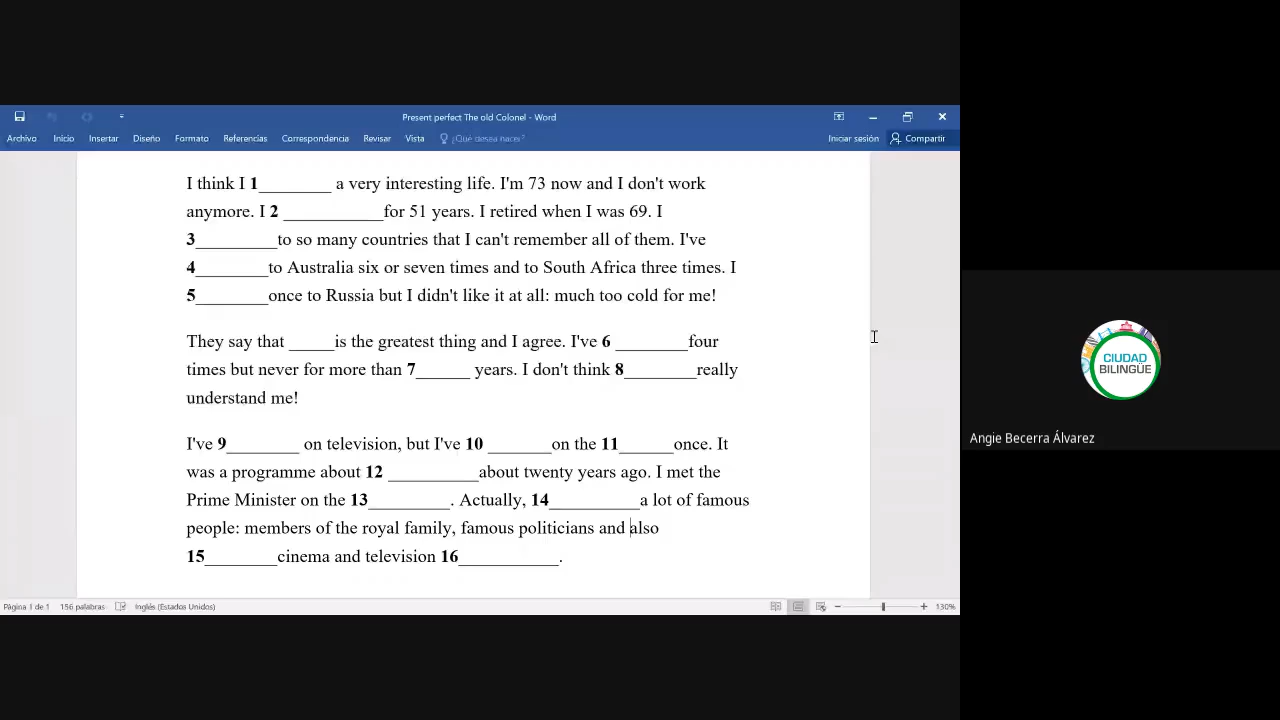 Present perfect The old Colonel - Word
Archivo Inicio Insertar Diseño Formato Referencias Correspondencia Revisar Vista ¿Qué desea hacer? Iniciar sesión Compartir
I think I 1________ a very interesting life. I'm 73 now and I don't work
anymore. I 2 ___________for 51 years. I retired when I was 69. I
3_________to so many countries that I can't remember all of them. I've
4________to Australia six or seven times and to South Africa three times. I
5________once to Russia but I didn't like it at all: much too cold for me!
They say that _____is the greatest thing and I agree. I've 6 ________four
times but never for more than 7______ years. I don't think 8________really
understand me!
I've 9________ on television, but I've 10 _______on the 11______once. It
was a programme about 12 __________about twenty years ago. I met the
Prime Minister on the 13_________. Actually, 14__________a lot of famous
people: members of the royal family, famous politicians and also
15________cinema and television 16___________.
Página 1 de 1 156 palabras Inglés (Estados Unidos) 130%
CIUDAD
BILINGÜE
Angie Becerra Álvarez